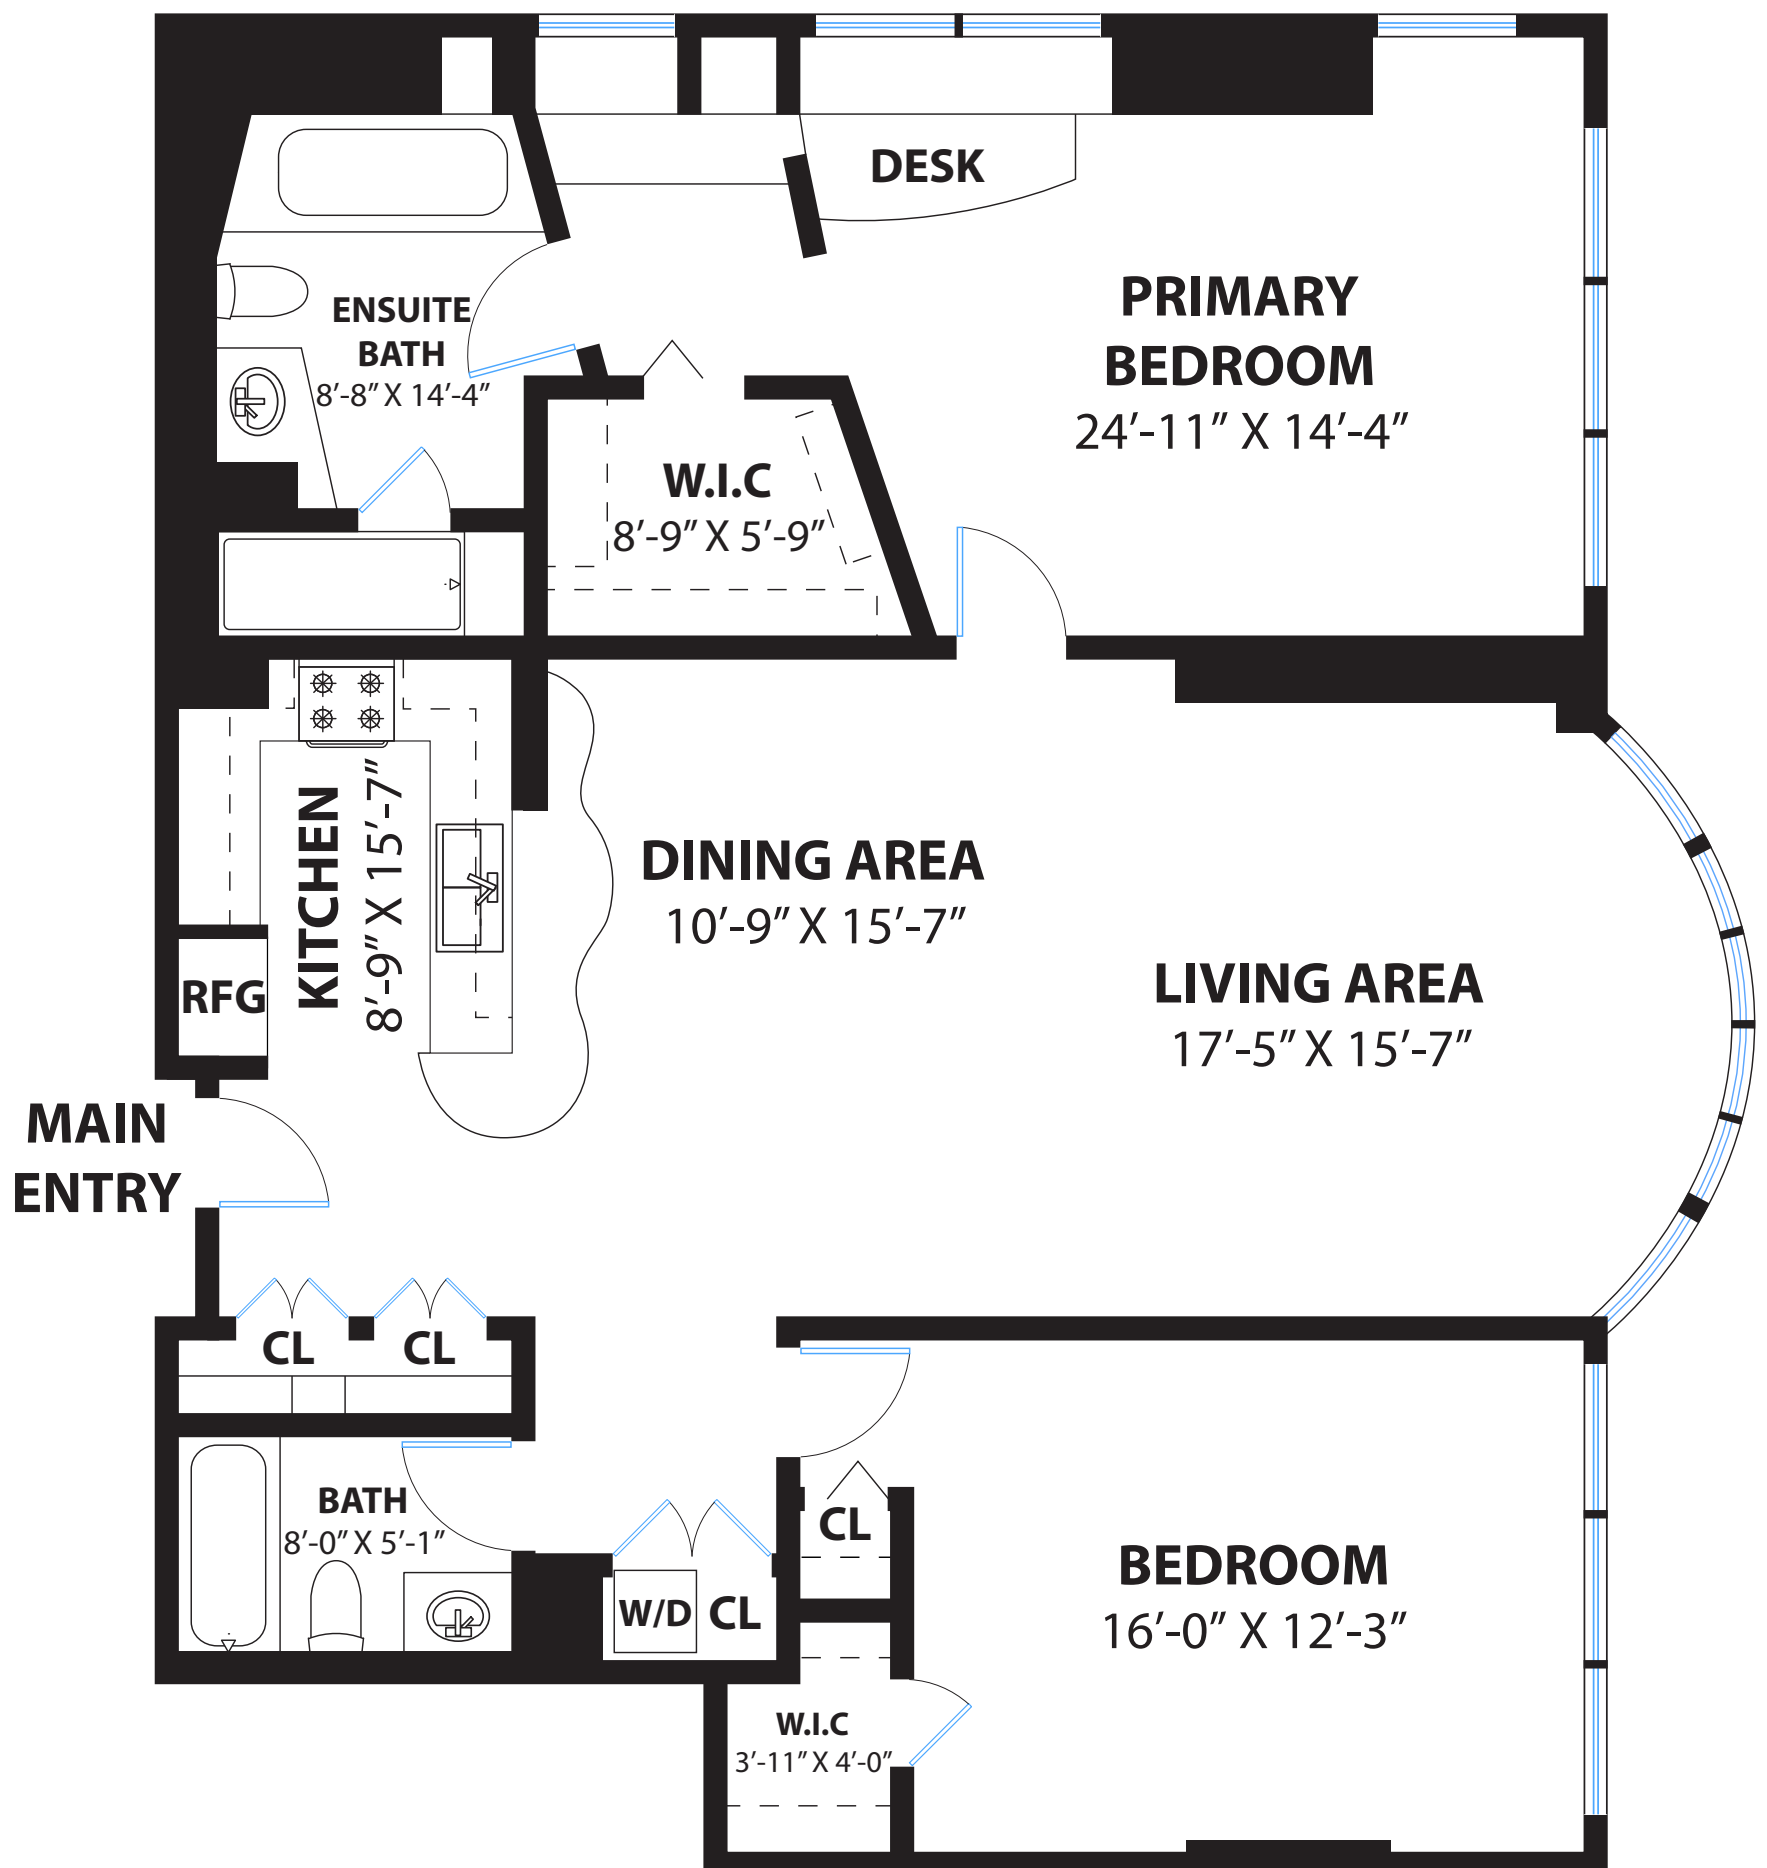 DESK
PRIMARY
BEDROOM
24’-11” X 14’-4”
ENSUITE
BATH
8’-8” X 14’-4”
W.I.C
8’-9” X 5’-9”
KITCHEN
8’-9” X 15’-7”
DINING AREA
10’-9” X 15’-7”
LIVING AREA
17’-5” X 15’-7”
RFG
MAIN
ENTRY
CL
CL
BATH
8’-0” X 5’-1”
W/D
CL
CL
BEDROOM
16’-0” X 12’-3”
W.I.C
3’-11” X 4’-0”